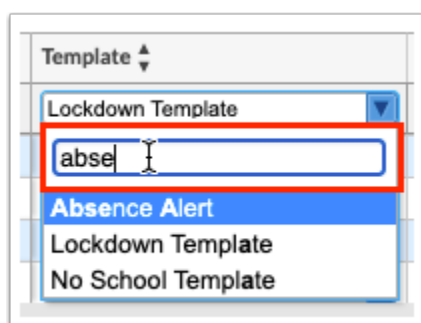 Template
Lockdown Template
abse
Absence Alert
Lockdown Template
No School Template